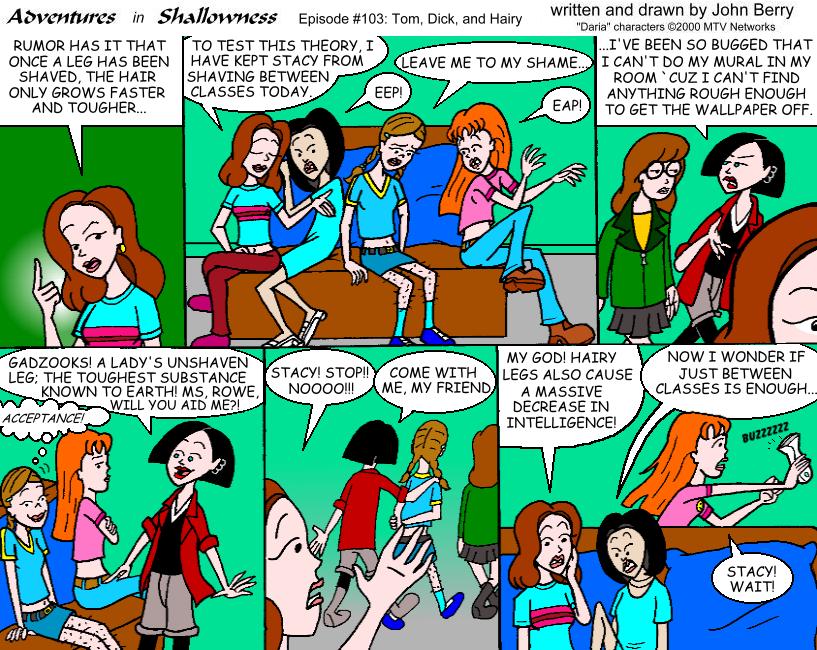 Adventures in Shallowness Episode #103: Tom, Dick, and Hairy
written and drawn by John Berry
"Daria" characters ©2000 MTV Networks
RUMOR HAS IT THAT
ONCE A LEG HAS BEEN
SHAVED, THE HAIR
ONLY GROWS FASTER
AND TOUGHER...
TO TEST THIS THEORY, I
HAVE KEPT STACY FROM
SHAVING BETWEEN
CLASSES TODAY.
EEP!
LEAVE ME TO MY SHAME...
EAP!
...I'VE BEEN SO BUGGED THAT
I CAN'T DO MY MURAL IN MY
ROOM `CUZ I CAN'T FIND
ANYTHING ROUGH ENOUGH
TO GET THE WALLPAPER OFF.
GADZOOKS! A LADY'S UNSHAVEN
LEG; THE TOUGHEST SUBSTANCE
KNOWN TO EARTH! MS, ROWE,
WILL YOU AID ME?!
ACCEPTANCE!
STACY! STOP!!
NOOOO!!!
COME WITH
ME, MY FRIEND
MY GOD! HAIRY
LEGS ALSO CAUSE
A MASSIVE
DECREASE IN
INTELLIGENCE!
NOW I WONDER IF
JUST BETWEEN
CLASSES IS ENOUGH...
BUZZZZZZ
STACY!
WAIT!